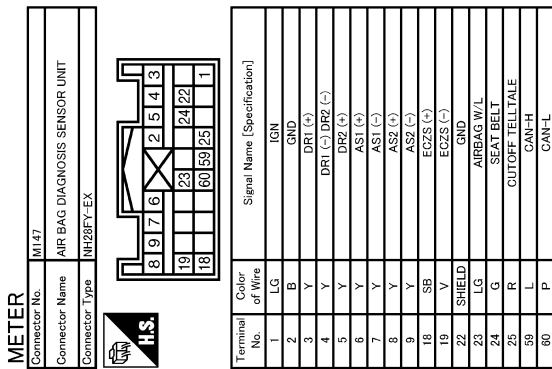 METER
Connector No. M147
Connector Name AIR BAG DIAGNOSIS SENSOR UNIT
Connector Type NH28FY-EX
H.S.
8 9 7 6 2 5 4 3
19 23 24 22
18 60 59 25 1
Terminal No. Color of Wire Signal Name [Specification]
1 LG IGN
2 B GND
3 Y DR1 (+)
4 Y DR1 (-) DR2 (-)
5 Y DR2 (+)
6 Y AS1 (+)
7 Y AS1 (-)
8 Y AS2 (+)
9 Y AS2 (-)
18 SB ECZS (+)
19 V ECZS (-)
22 SHIELD GND
23 LG AIRBAG W/L
24 G SEAT BELT
25 R CUTOFF TELLTALE
59 L CAN-H
60 P CAN-L